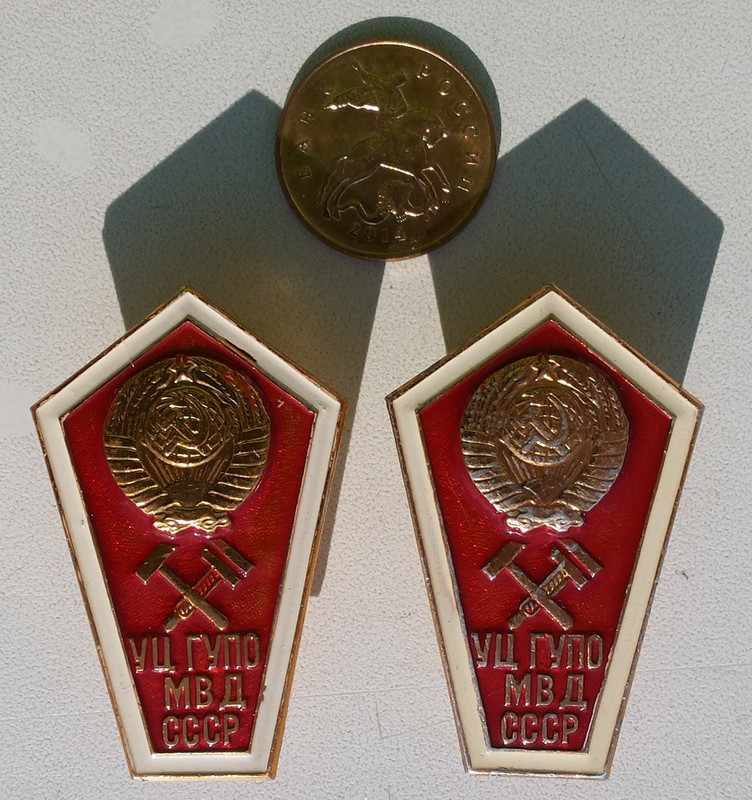 БАНК РОССИИ
2014
УЦ ГУПО
МВД
СССР
УЦ ГУПО
МВД
СССР